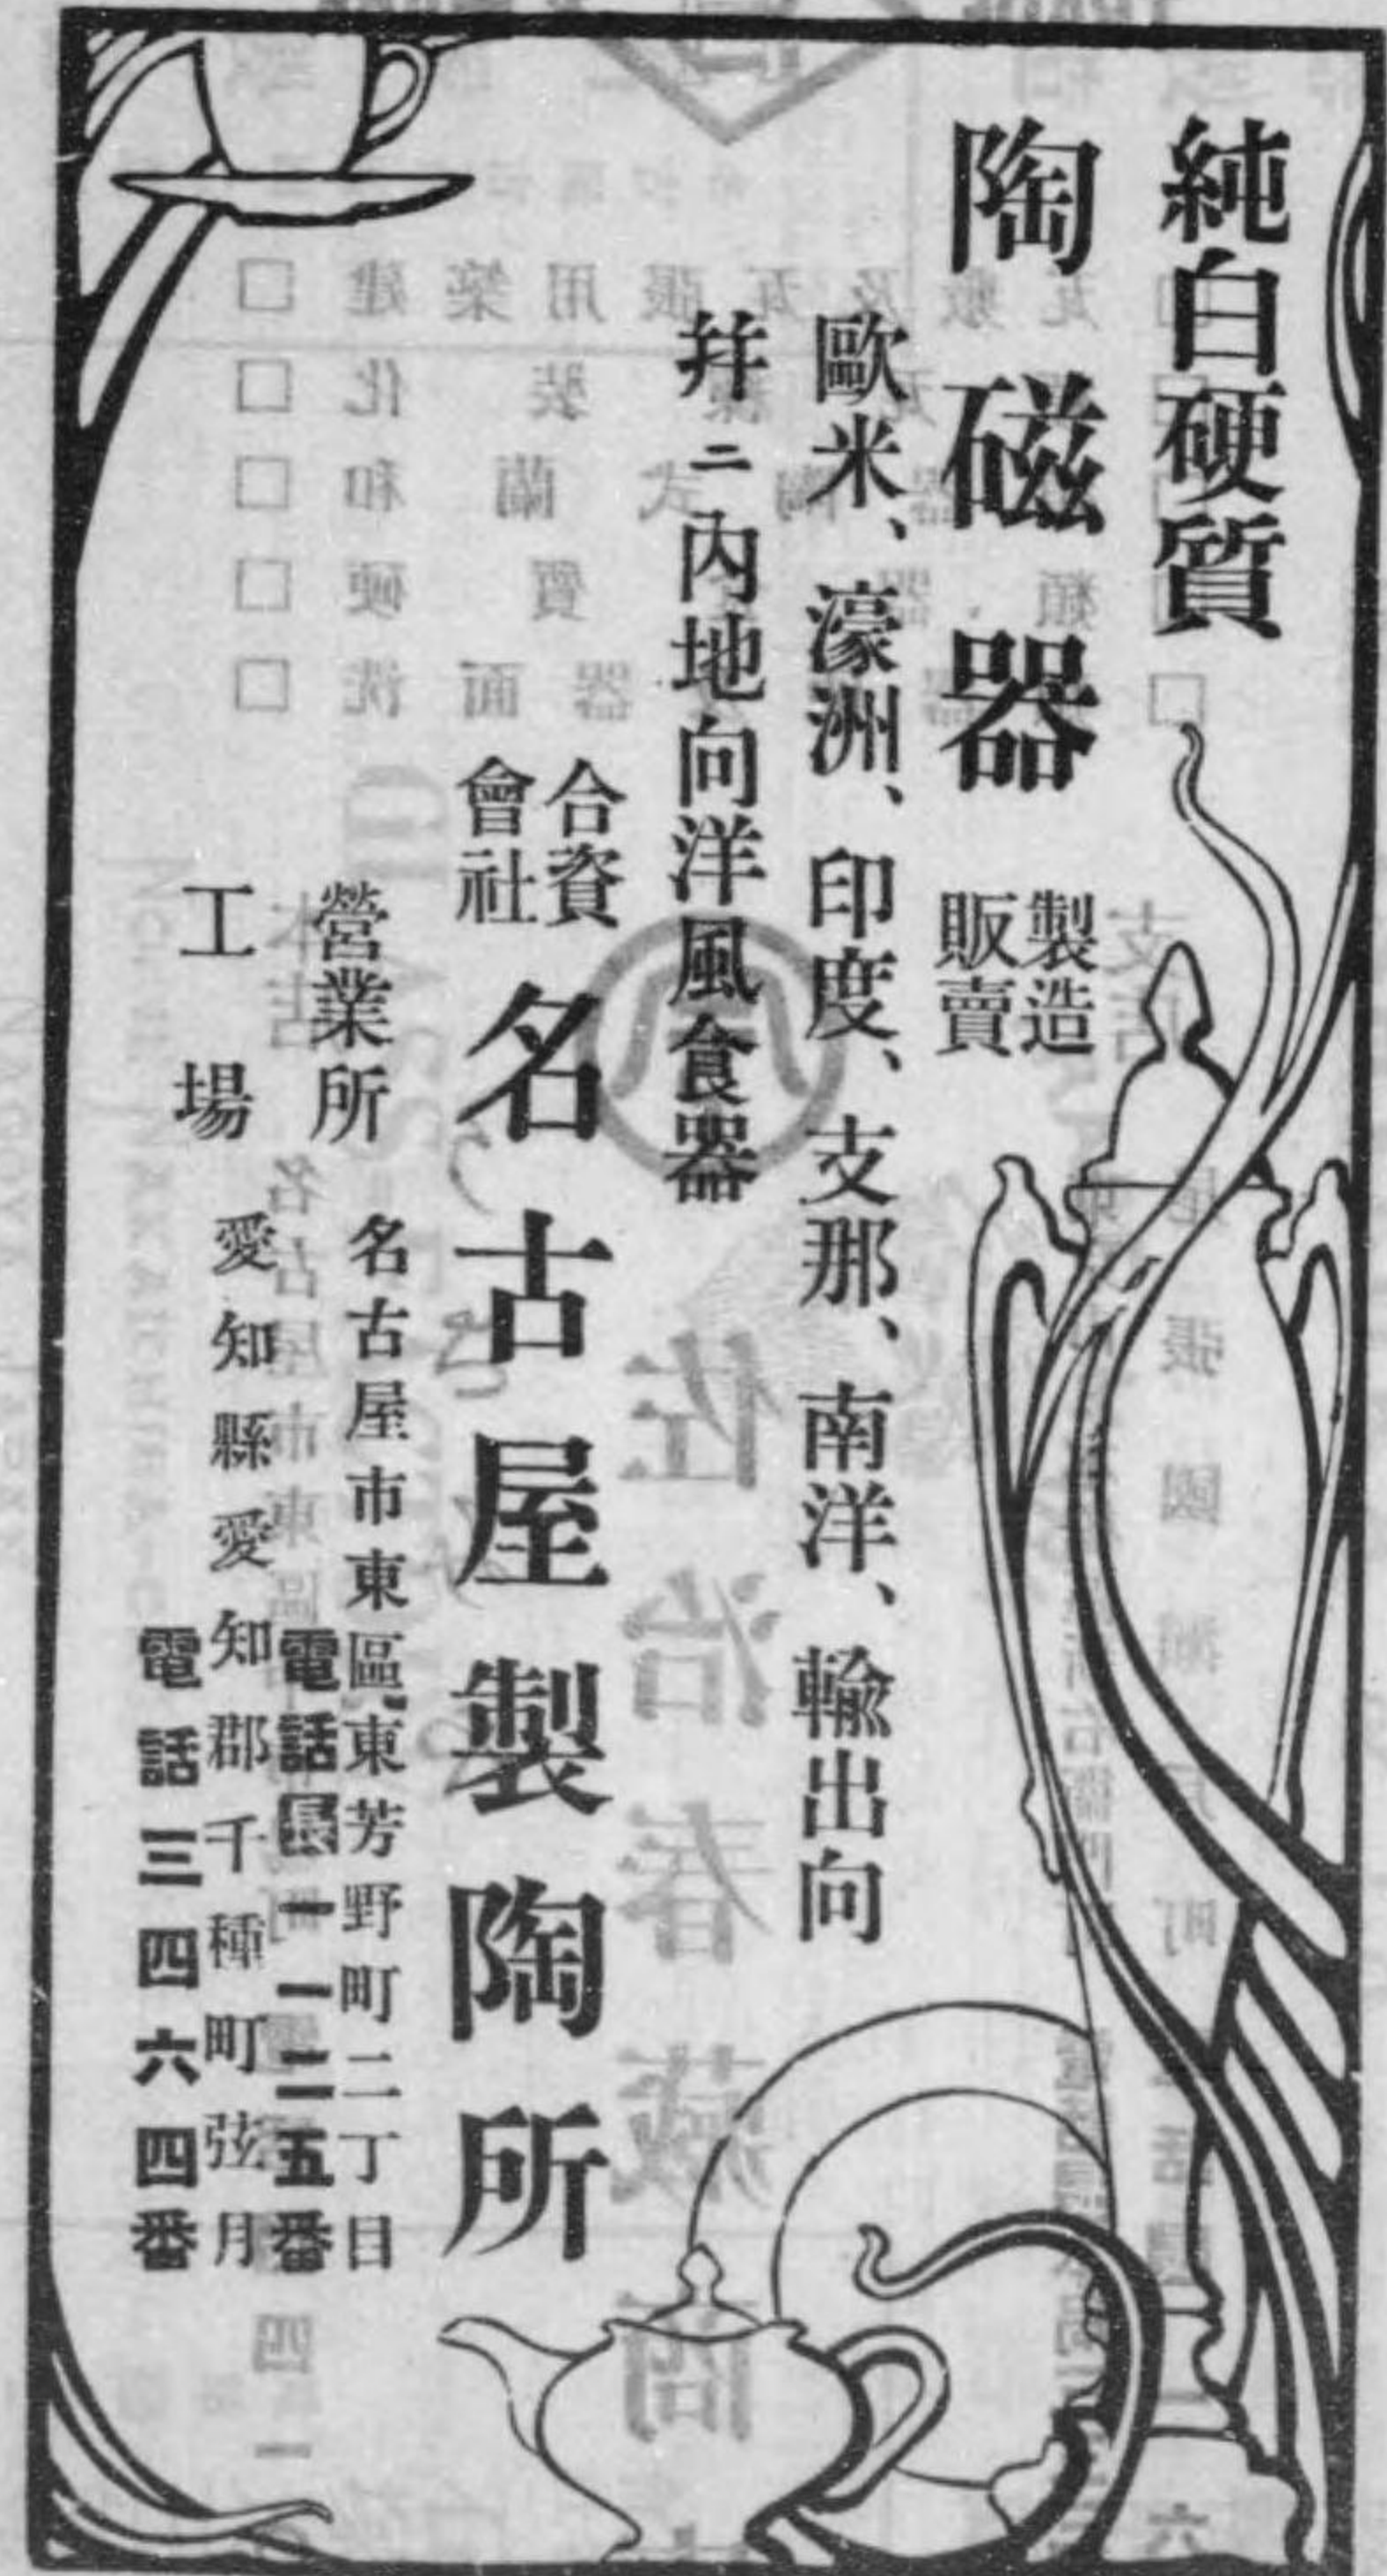 純白硬質
陶磁器
製造
販賣
歐米、濠洲、印度、支那、南洋、輸出向
幷ニ內地向洋風食器
合資
會社
名古屋製陶所
營業所
名古屋市東區東芳野町二丁目
電話長一一二五番
工場
愛知縣愛知郡千種町弦月
電話三四六四番